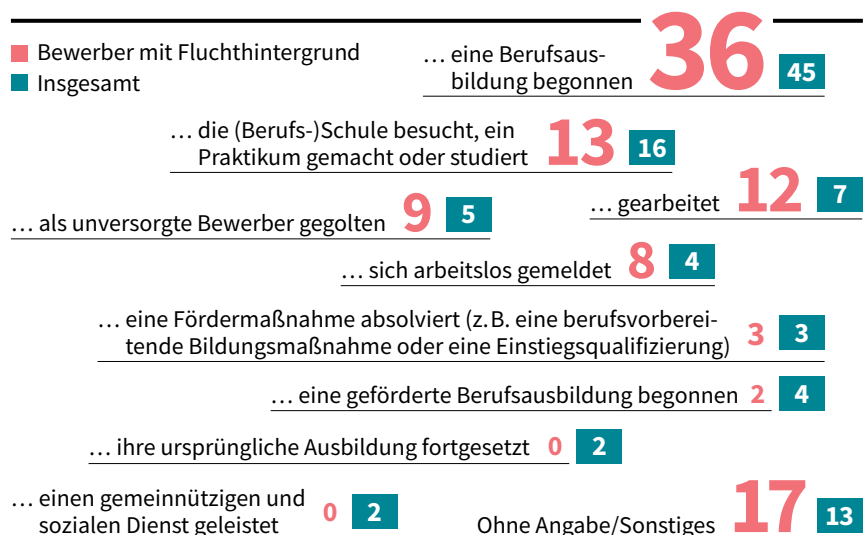 Bewerber mit Fluchthintergrund
Insgesamt
… eine Berufsaus-
bildung begonnen 36 45
… die (Berufs-)Schule besucht, ein
Praktikum gemacht oder studiert 13 16
… gearbeitet 12 7
… als unversorgte Bewerber gegolten 9 5
… sich arbeitslos gemeldet 8 4
… eine Fördermaßnahme absolviert (z.B. eine berufsvorberei-
tende Bildungsmaßnahme oder eine Einstiegsqualifizierung) 3 3
… eine geförderte Berufsausbildung begonnen 2 4
… ihre ursprüngliche Ausbildung fortgesetzt 0 2
… einen gemeinnützigen und
sozialen Dienst geleistet 0 2
Ohne Angabe/Sonstiges 17 13